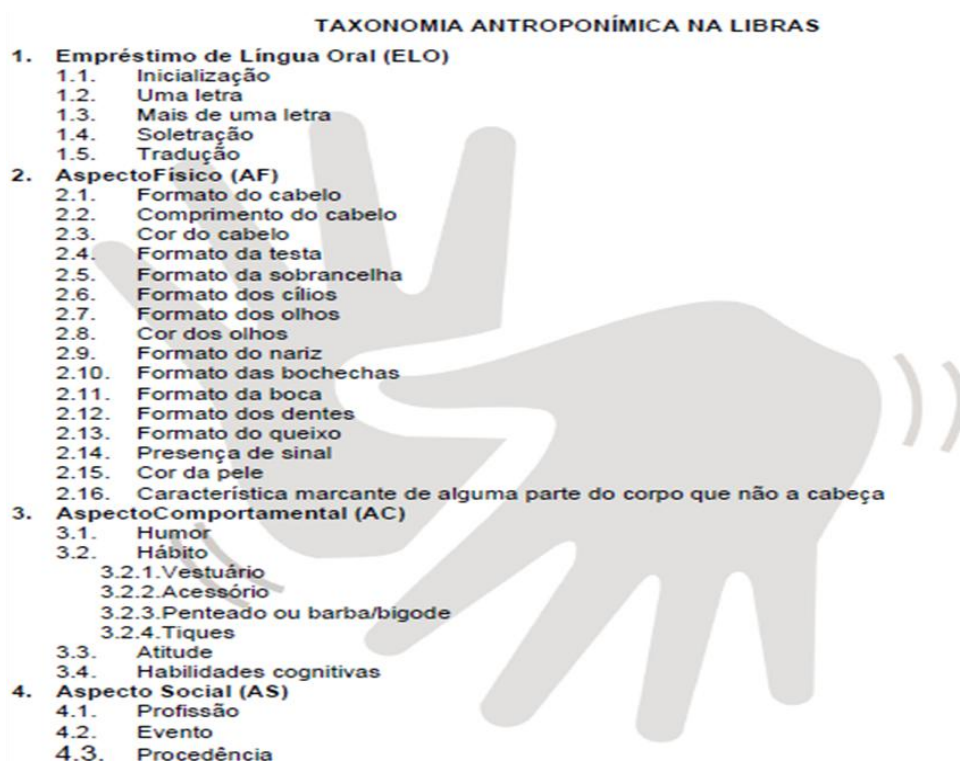 TAXONOMIA ANTROPONÍMICA NA LIBRAS
1. Empréstimo de Língua Oral (ELO)
1.1. Inicialização
1.2. Uma letra
1.3. Mais de uma letra
1.4. Soletração
1.5. Tradução
2. AspectoFísico (AF)
2.1. Formato do cabelo
2.2. Comprimento do cabelo
2.3. Cor do cabelo
2.4. Formato da testa
2.5. Formato da sobrancelha
2.6. Formato dos cílios
2.7. Formato dos olhos
2.8. Cor dos olhos
2.9. Formato do nariz
2.10. Formato das bochechas
2.11. Formato da boca
2.12. Formato dos dentes
2.13. Formato do queixo
2.14. Presença de sinal
2.15. Cor da pele
2.16. Característica marcante de alguma parte do corpo que não a cabeça
3. AspectoComportamental (AC)
3.1. Humor
3.2. Hábito
3.2.1.Vestuário
3.2.2.Acessório
3.2.3.Penteado ou barba/bigode
3.2.4.Tiques
3.3. Atitude
3.4. Habilidades cognitivas
4. Aspecto Social (AS)
4.1. Profissão
4.2. Evento
4.3. Procedência